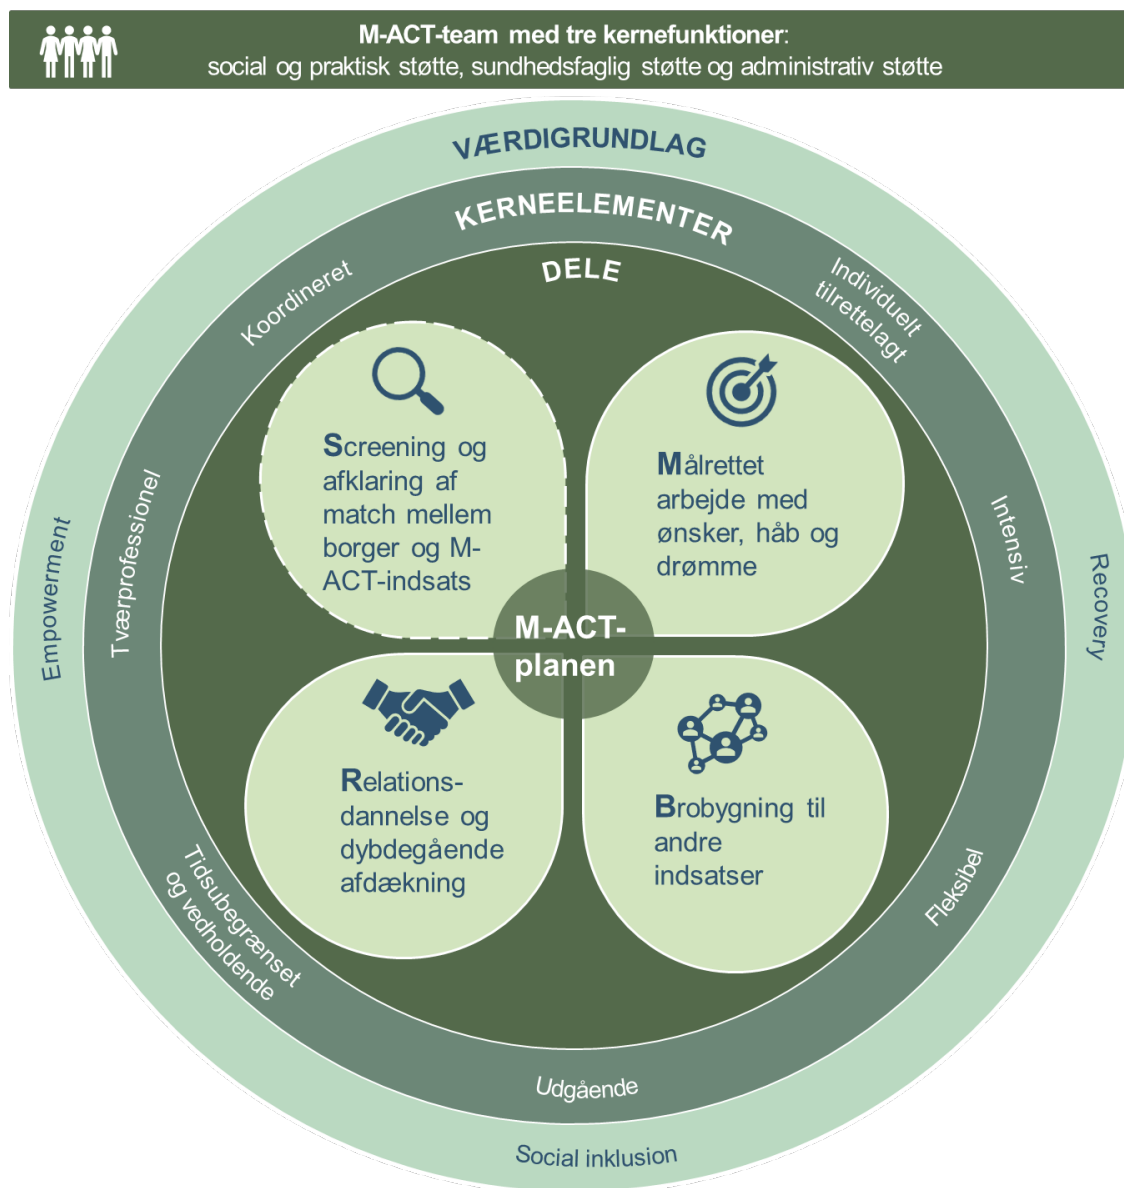 M-ACT-team med tre kernefunktioner:
social og praktisk støtte, sundhedsfaglig støtte og administrativ støtte
VÆRDIGRUNDLAG
KERNEELEMENTER
DELE
Koordineret
Individuelt
tilrettelagt
Tværprofessionel
Intensiv
Empowerment
Recovery
Screening og
afklaring af
match mellem
borger og M-
ACT-indsats
Målrettet
arbejde med
ønsker, håb og
drømme
M-ACT-
planen
Relations-
dannelse og
dybdegående
afdækning
Brobygning til
andre
indsatser
Tidsubegrænset
og vedholdende
Fleksibel
Udgående
Social inklusion